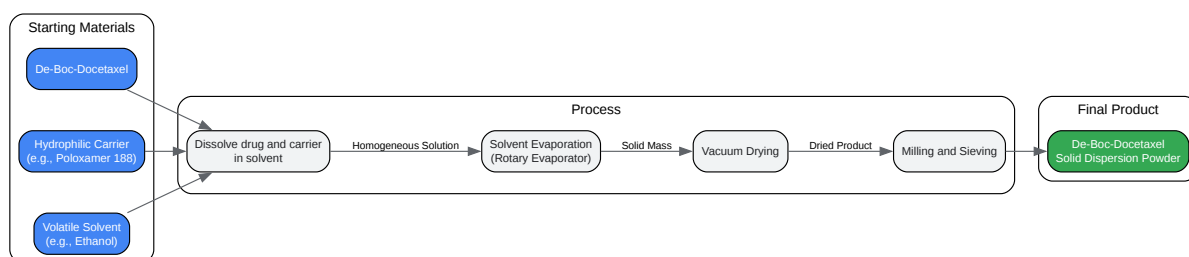 Starting Materials
De-Boc-Docetaxel
Hydrophilic Carrier
(e.g., Poloxamer 188)
Volatile Solvent
(e.g., Ethanol)
Process
Dissolve drug and carrier
in solvent
Homogeneous Solution
Solvent Evaporation
(Rotary Evaporator)
Solid Mass
Vacuum Drying
Dried Product
Milling and Sieving
Final Product
De-Boc-Docetaxel
Solid Dispersion Powder